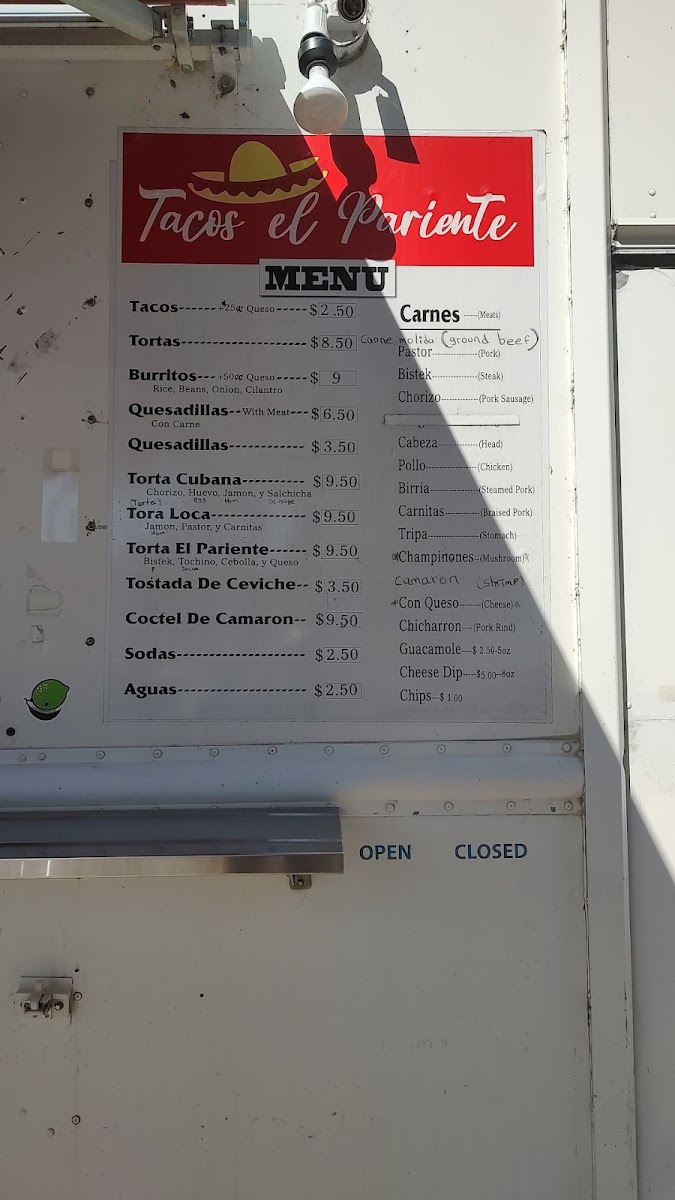 Tacos el Pariente
MENU
Tacos------+25¢ Queso-----$2.50
Tortas---------------------$8.50
Burritos--- +50¢ Queso-----$ 9
Rice, Beans, Onion, Cilantro
Quesadillas--With Meat---$6.50
Con Carne
Quesadillas------------$3.50
Torta Cubana----------$9.50
Chorizo, Huevo, Jamon, y Salchicha
(Torta) egg Ham Sausage
Tora Loca---------------$9.50
Jamon, Pastor, y Carnitas
Ham
Torta El Pariente------$9.50
Bistek, Tochino, Cebolla, y Queso
Bacon
Tostada De Ceviche-- $3.50
Coctel De Camaron-- $9.50
Sodas--------------------- $2.50
Aguas--------------------- $2.50
Carnes -----(Meats)
Carne molida (ground beef)
Pastor---------------(Pork)
Bistek---------------(Steak)
Chorizo-------------(Pork Sausage)
Cabeza--------------(Head)
Pollo------------------(Chicken)
Birria-----------------(Steamed Pork)
Carnitas-------------(Braised Pork)
Tripa------------------(Stomach)
*Champinones--(Mushroom)*
Camaron (shrimp)
*Con Queso--------(Cheese)*
Chicharron----(Pork Rind)
Guacamole----$ 2.50-5oz
Cheese Dip-----$5.00--8oz
Chips---$ 1.00
OPEN CLOSED